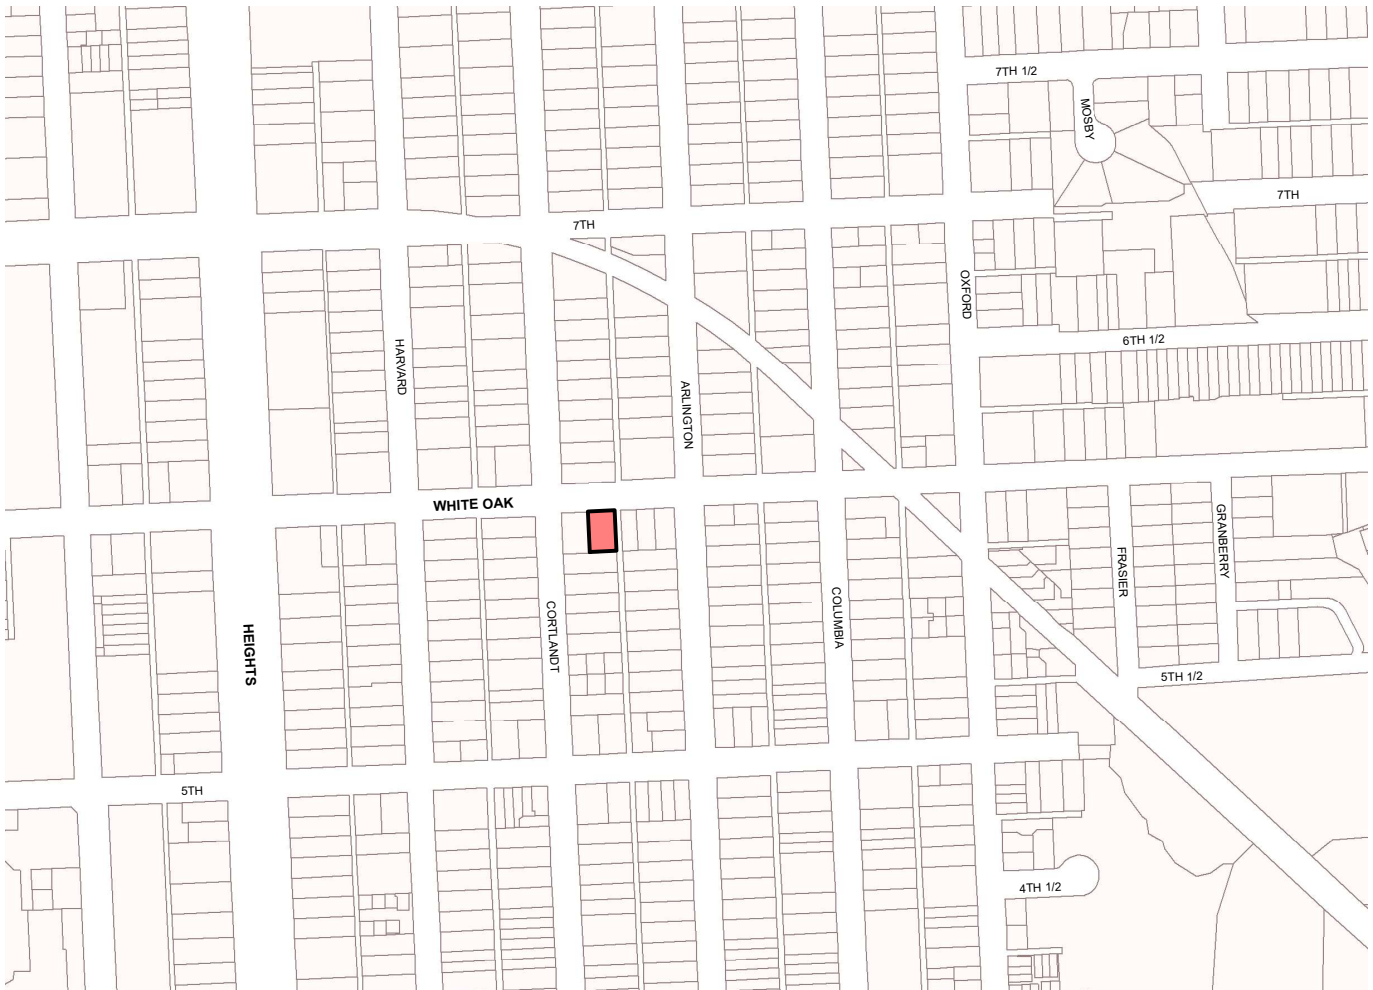 7TH 1/2
MOSBY
7TH
7TH
OXFORD
6TH 1/2
HARVARD
ARLINGTON
WHITE OAK
GRANBERRY
FRASIER
COLUMBIA
CORTLANDT
HEIGHTS
5TH 1/2
5TH
4TH 1/2